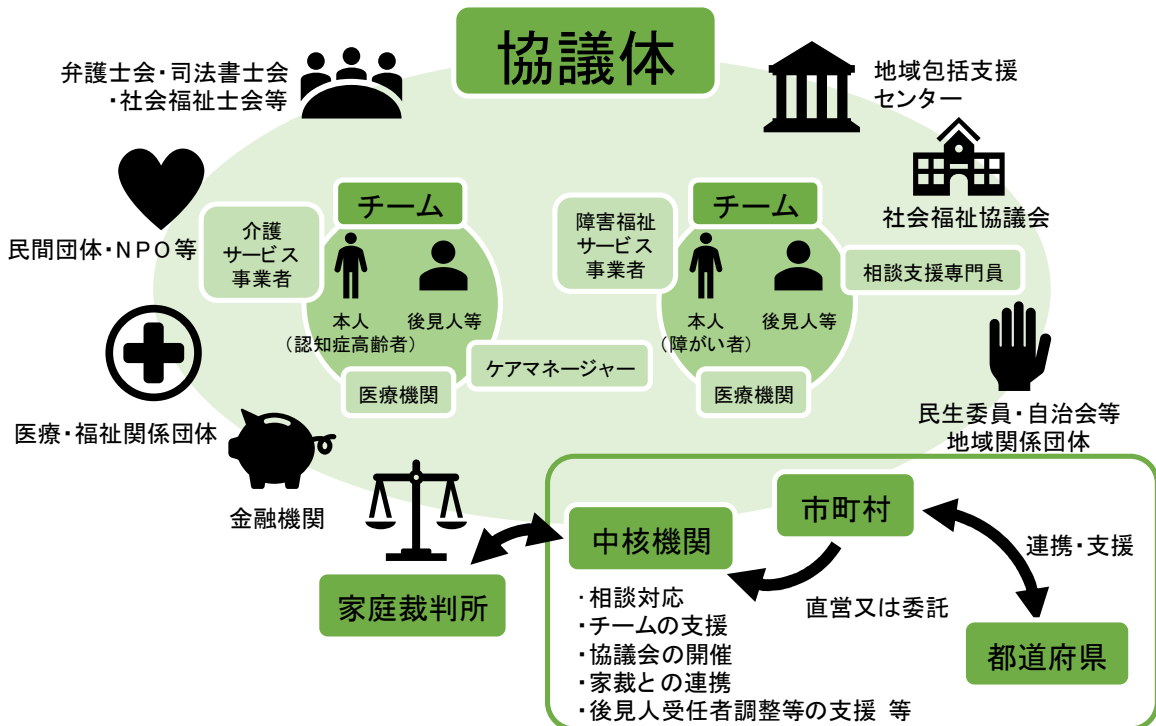 協議体
弁護士会・司法書士会
・社会福祉士会等
地域包括支援
センター
民間団体・NPO等
社会福祉協議会
チーム
介護
サービス
事業者
本人
（認知症高齢者）
後見人等
医療機関
ケアマネージャー
チーム
障害福祉
サービス
事業者
相談支援専門員
本人
（障がい者）
後見人等
医療機関
医療・福祉関係団体
民生委員・自治会等
地域関係団体
金融機関
家庭裁判所
中核機関
市町村
連携・支援
直営又は委託
都道府県
・相談対応
・チームの支援
・協議会の開催
・家裁との連携
・後見人受任者調整等の支援 等